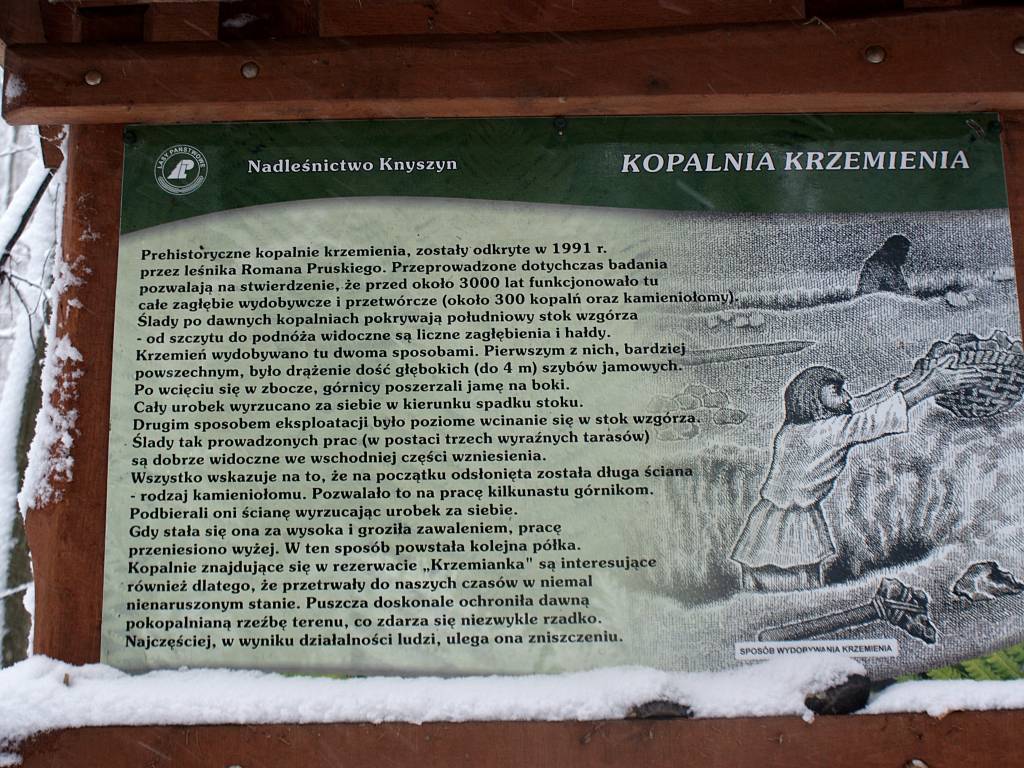 LASY PAŃSTWOWE
Nadleśnictwo Knyszyn
KOPALNIA KRZEMIENIA
Prehistoryczne kopalnie krzemienia, zostały odkryte w 1991 r.
przez leśnika Romana Pruskiego. Przeprowadzone dotychczas badania
pozwalają na stwierdzenie, że przed około 3000 lat funkcjonowało tu
całe zagłębie wydobywcze i przetwórcze (około 300 kopalń oraz kamieniołomy).
Ślady po dawnych kopalniach pokrywają południowy stok wzgórza
- od szczytu do podnóża widoczne są liczne zagłębienia i hałdy.
Krzemień wydobywano tu dwoma sposobami. Pierwszym z nich, bardziej
powszechnym, było drążenie dość głębokich (do 4 m) szybów jamowych.
Po wcięciu się w zbocze, górnicy poszerzali jamę na boki.
Cały urobek wyrzucano za siebie w kierunku spadku stoku.
Drugim sposobem eksploatacji było poziome wcinanie się w stok wzgórza.
Ślady tak prowadzonych prac (w postaci trzech wyraźnych tarasów)
są dobrze widoczne we wschodniej części wzniesienia.
Wszystko wskazuje na to, że na początku odsłonięta została długa ściana
- rodzaj kamieniołomu. Pozwalało to na pracę kilkunastu górnikom.
Podbierali oni ścianę wyrzucając urobek za siebie.
Gdy stała się ona za wysoka i groziła zawaleniem, pracę
przeniesiono wyżej. W ten sposób powstała kolejna półka.
Kopalnie znajdujące się w rezerwacie „Krzemianka" są interesujące
również dlatego, że przetrwały do naszych czasów w niemal
nienaruszonym stanie. Puszcza doskonale ochroniła dawną
pokopalnianą rzeźbę terenu, co zdarza się niezwykle rzadko.
Najczęściej, w wyniku działalności ludzi, ulega ona zniszczeniu.
SPOSÓB WYDOBYWANIA KRZEMIENIA